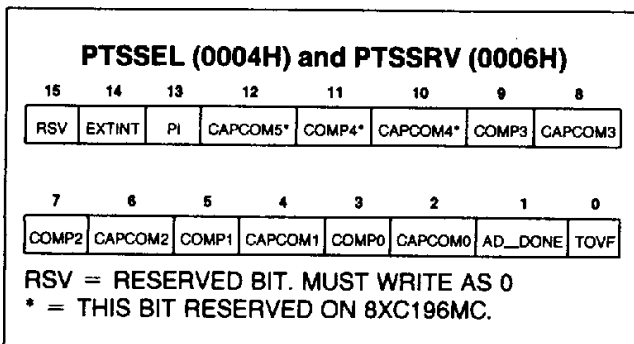 PTSSEL (0004H) and PTSSRV (0006H)
15 14 13 12 11 10 9 8
RSV EXTINT PI CAPCOM5* COMP4* CAPCOM4* COMP3 CAPCOM3
7 6 5 4 3 2 1 0
COMP2 CAPCOM2 COMP1 CAPCOM1 COMP0 CAPCOM0 AD__DONE TOVF
RSV = RESERVED BIT. MUST WRITE AS 0
* = THIS BIT RESERVED ON 8XC196MC.